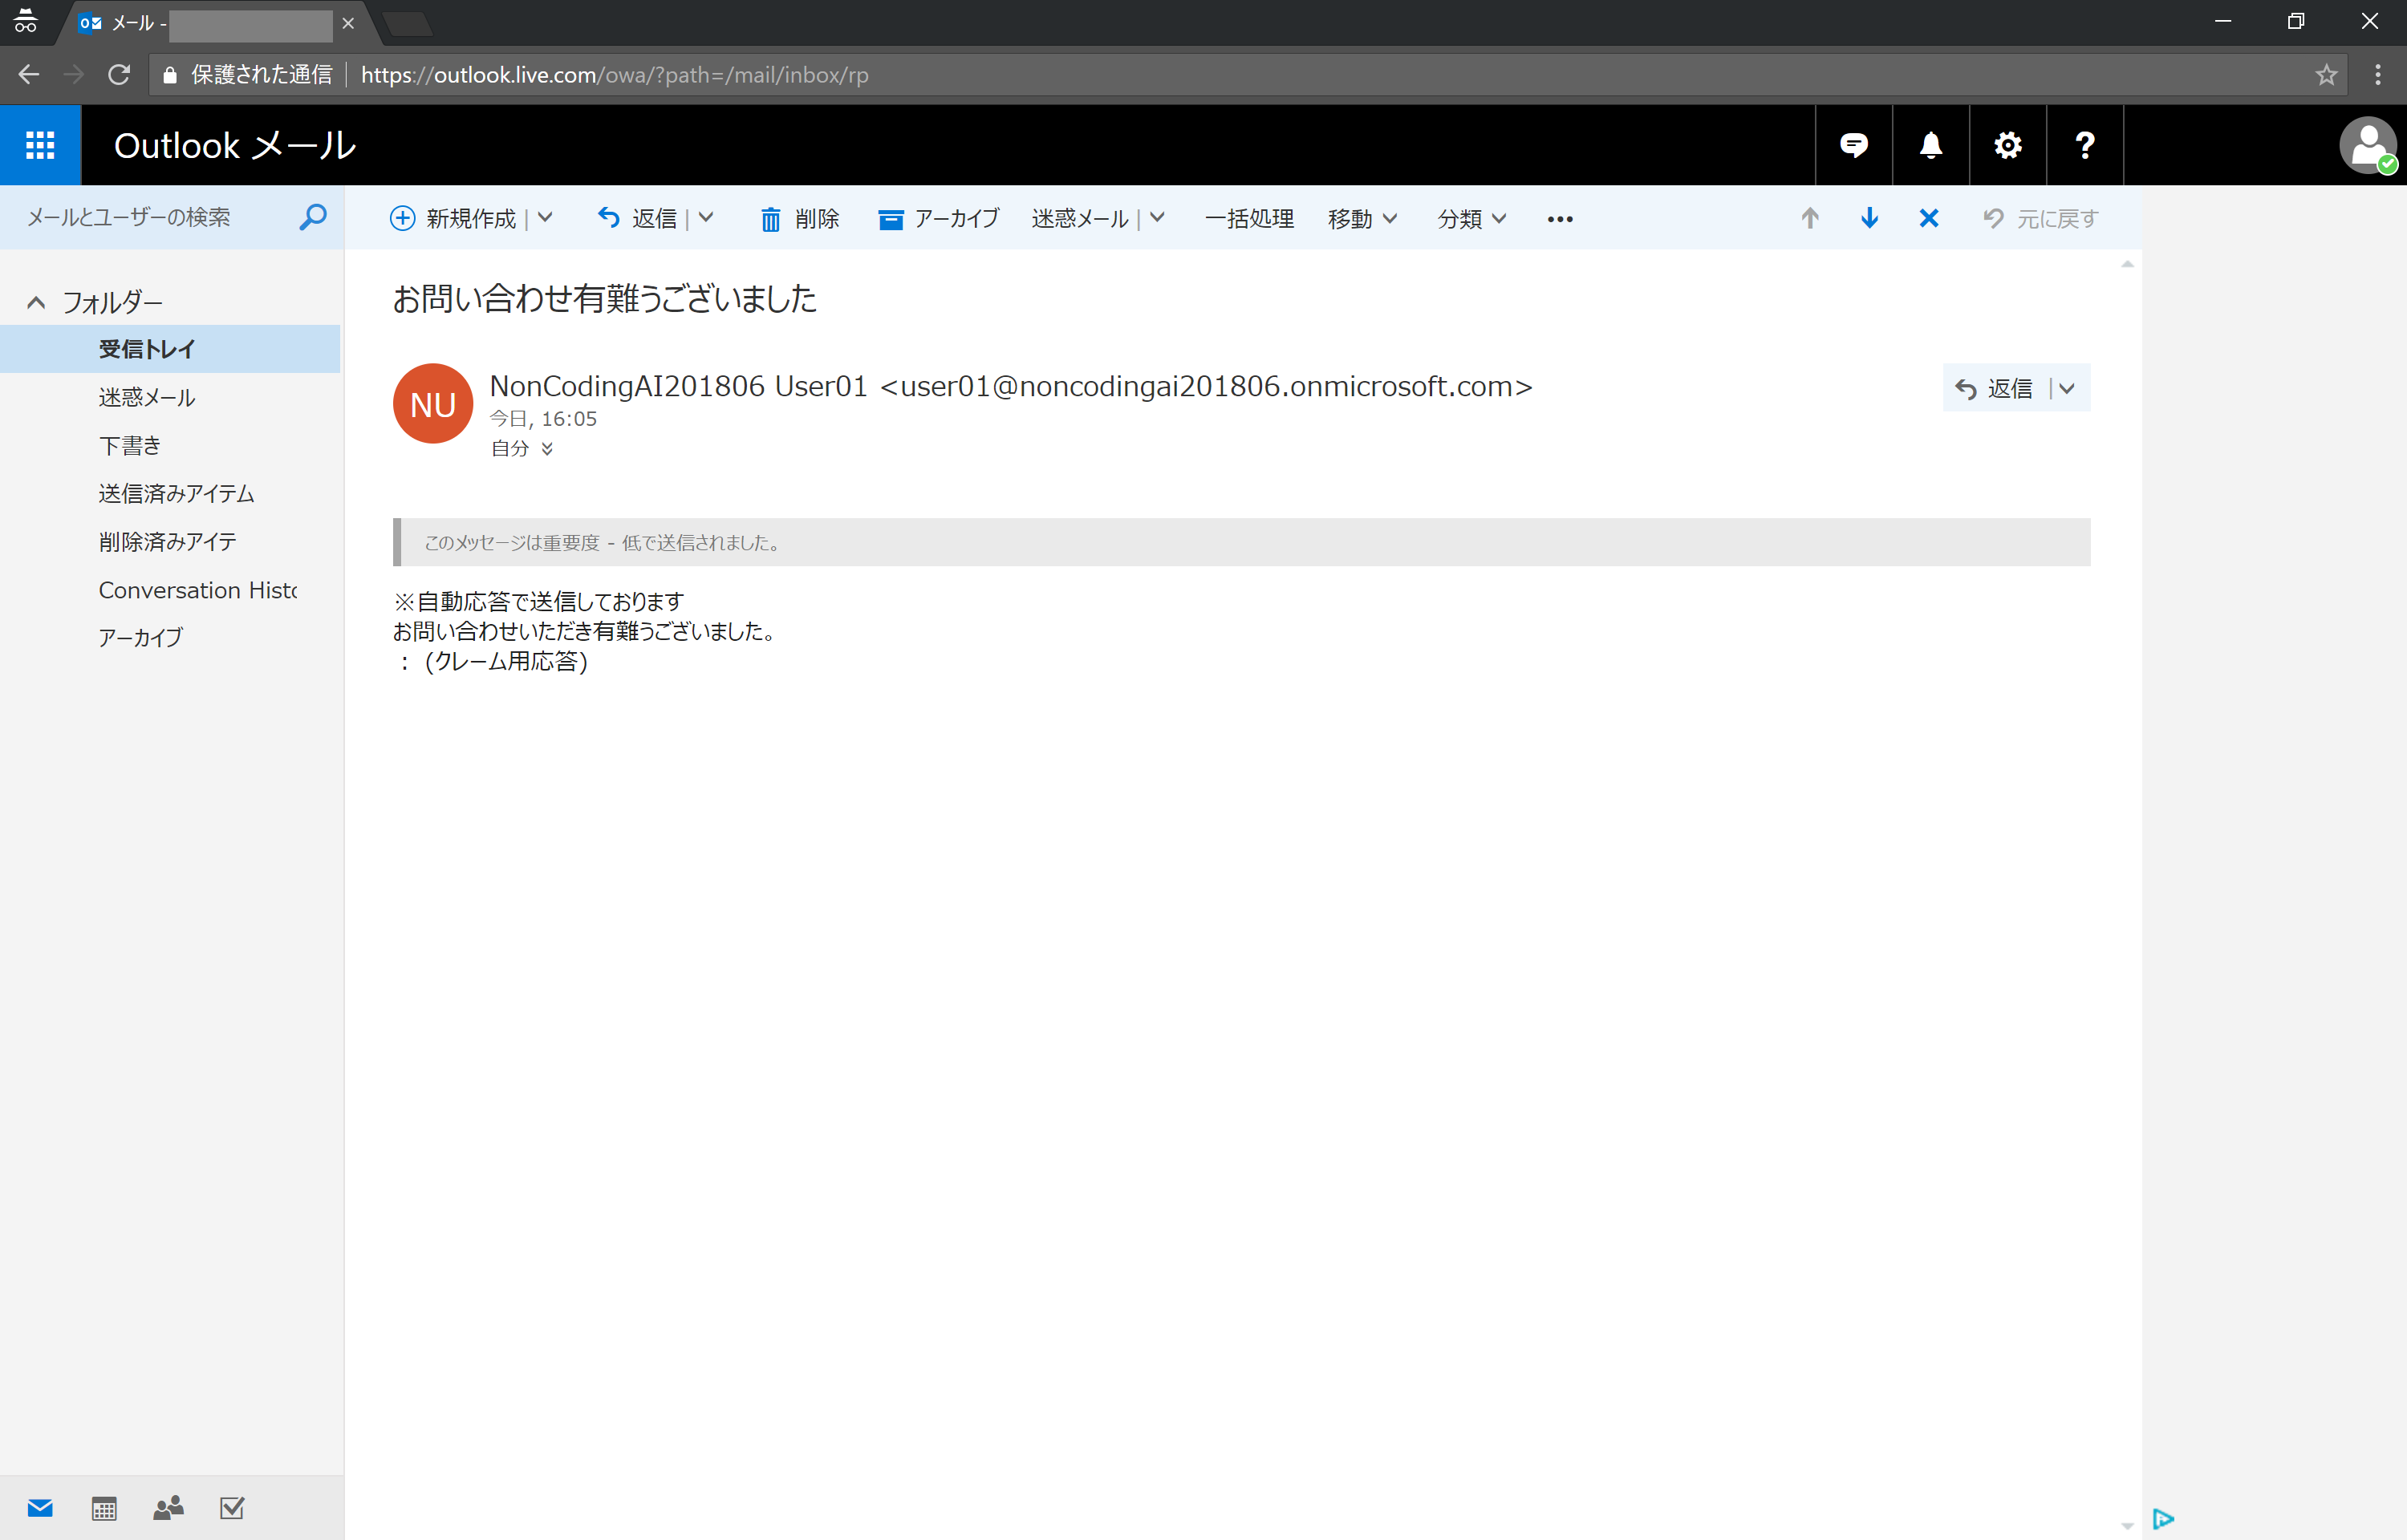 メール -
保護された通信 https://outlook.live.com/owa/?path=/mail/inbox/rp
Outlook メール
メールとユーザーの検索
新規作成 返信 削除 アーカイブ 迷惑メール 一括処理 移動 分類 ••• 元に戻す
フォルダー
受信トレイ
迷惑メール
下書き
送信済みアイテム
削除済みアイテ
Conversation Histo
アーカイブ
お問い合わせ有難うございました
NU
NonCodingAI201806 User01 <user01@noncodingai201806.onmicrosoft.com>
今日, 16:05
自分
返信
このメッセージは重要度 - 低で送信されました。
※自動応答で送信しております
お問い合わせいただき有難うございました。
：(クレーム用応答)